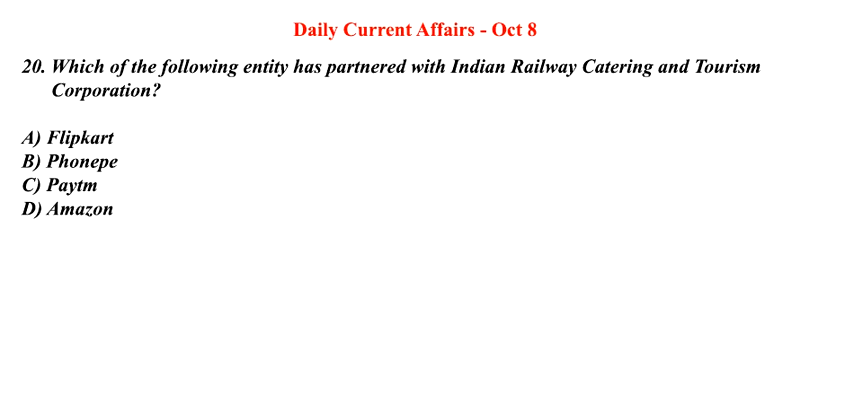 Daily Current Affairs - Oct 8
20. Which of the following entity has partnered with Indian Railway Catering and Tourism
Corporation?
A) Flipkart
B) Phonepe
C) Paytm
D) Amazon